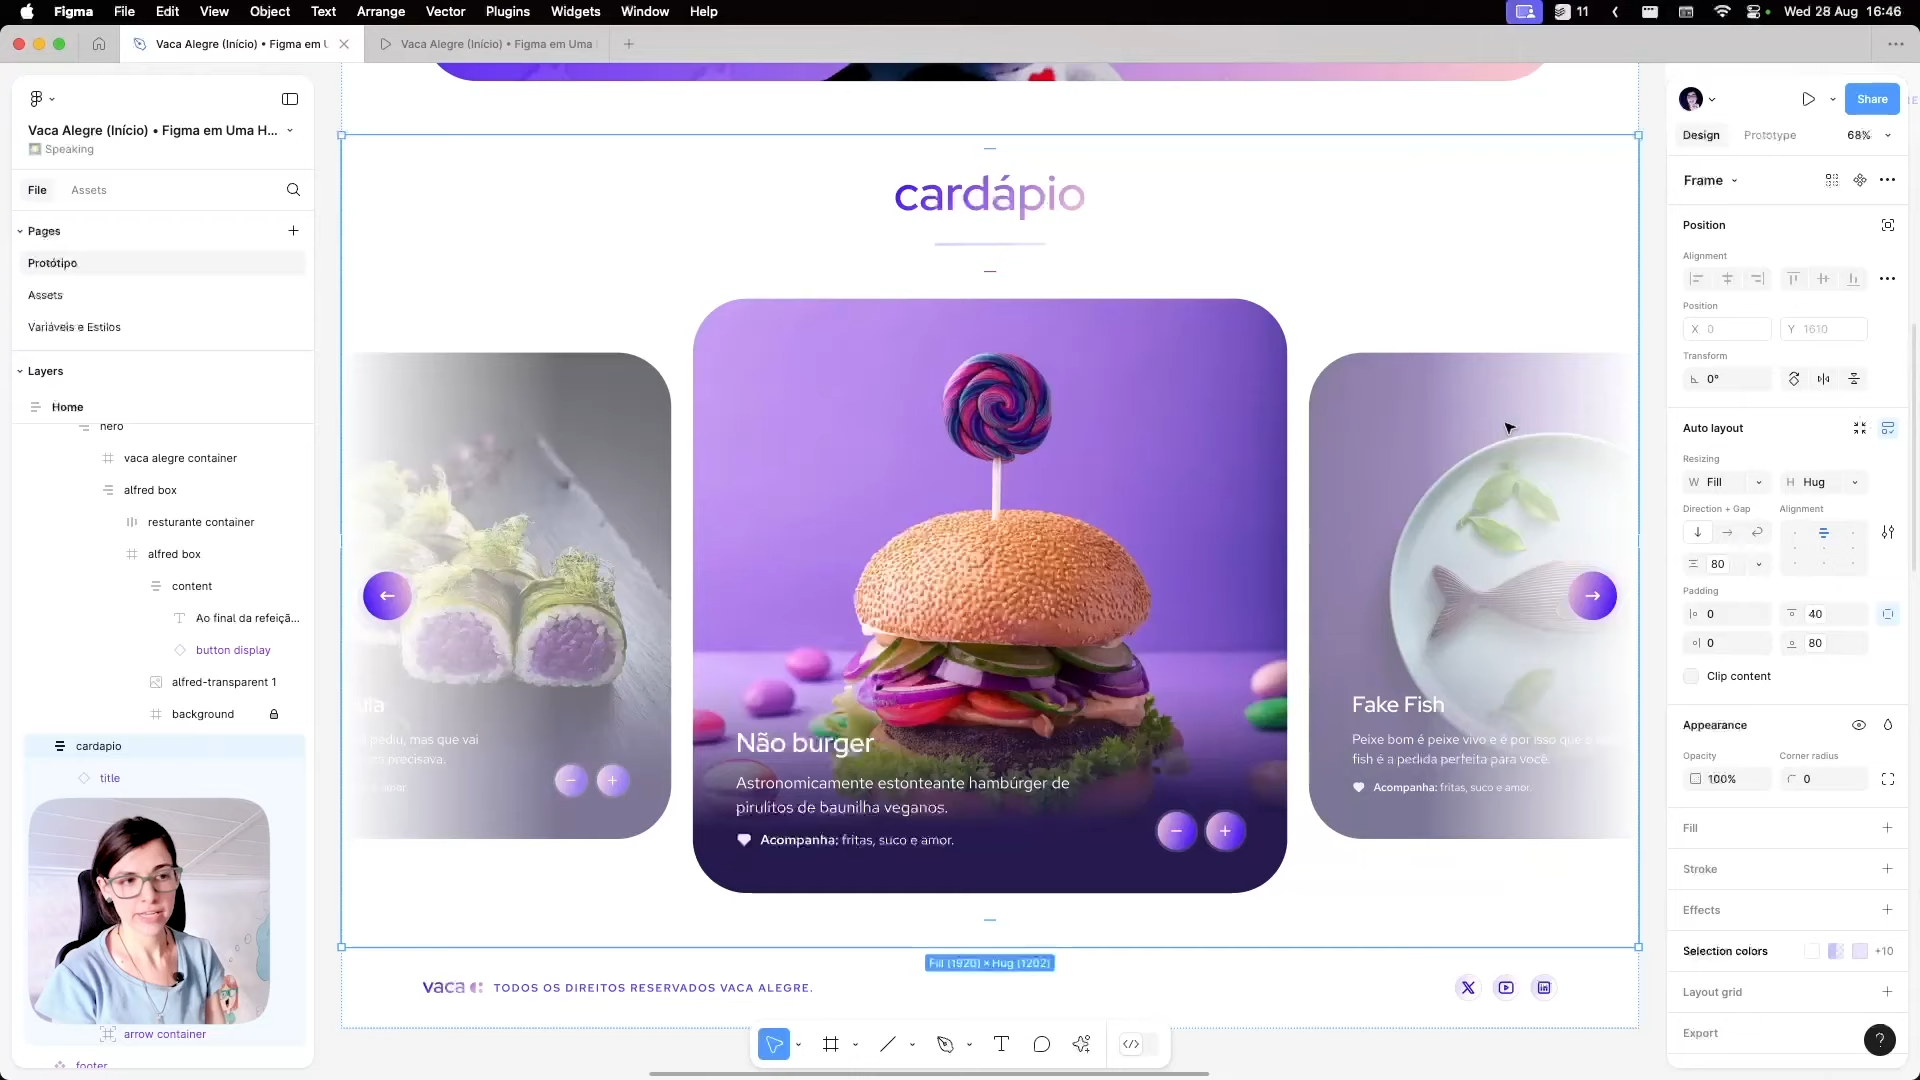 Figma File Edit View Object Text Arrange Vector Plugins Widgets Window Help
11 Wed 28 Aug 16:46
Vaca Alegre (Início) • Figma em U
Vaca Alegre (Início) • Figma em Uma
Vaca Alegre (Início) • Figma em Uma H...
Speaking
File Assets
Pages
Protótipo
Assets
Variáveis e Estilos
Layers
Home
hero
vaca alegre container
alfred box
resturante container
alfred box
content
Ao final da refeiçã...
button display
alfred-transparent 1
background
cardapio
title
arrow container
footer
cardápio
pediu, mas que vai
precisava.
amor.
Não burger
Astronomicamente estonteante hambúrger de
pirulitos de baunilha veganos.
Acompanha: fritas, suco e amor.
Fake Fish
Peixe bom é peixe vivo e é por isso que o
fish é a pedida perfeita para você.
Acompanha: fritas, suco e amor.
Fill (1920) × Hug (1202)
vaca TODOS OS DIREITOS RESERVADOS VACA ALEGRE.
Share
Design Prototype 68%
Frame
Position
Alignment
Position
X 0 Y 1610
Transform
0°
Auto layout
Resizing
W Fill H Hug
Direction + Gap Alignment
80
Padding
0 40
0 80
Clip content
Appearance
Opacity Corner radius
100% 0
Fill
Stroke
Effects
Selection colors +10
Layout grid
Export
?